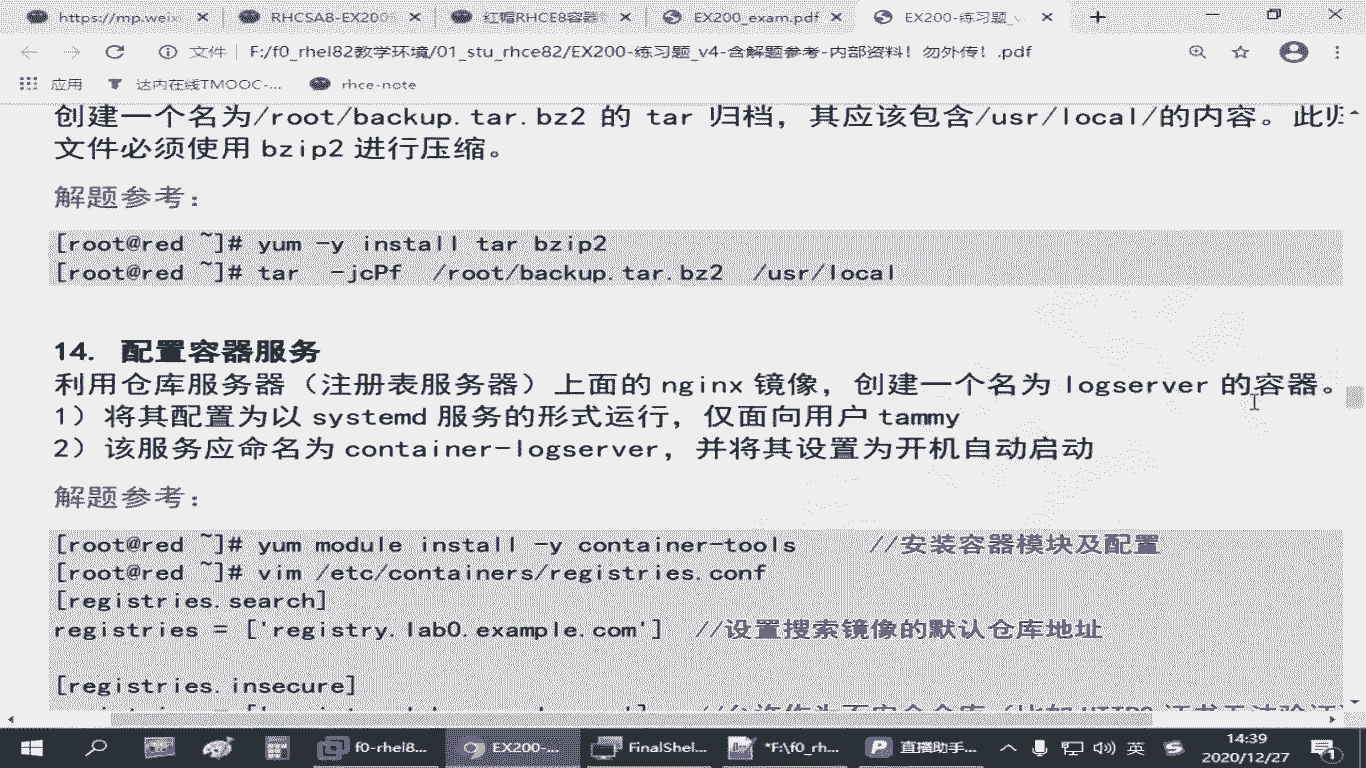 https://mp.weix
RHCSA8-EX200
红帽RHCE8容器
EX200_exam.pdf
EX200-练习题_v
文件
F:/f0_rhel82教学环境/01_stu_rhce82/EX200-练习题_v4-含解题参考-内部资料！勿外传！.pdf
应用
达内在线TMOOC-...
rhce-note
创建一个名为/root/backup.tar.bz2 的 tar 归档，其应该包含/usr/local/的内容。此归
文件必须使用 bzip2 进行压缩。
解题参考：
[root@red ~]# yum -y install tar bzip2
[root@red ~]# tar -jcPf /root/backup.tar.bz2 /usr/local
14. 配置容器服务
利用仓库服务器（注册表服务器）上面的 nginx 镜像，创建一个名为 logserver 的容器。
1）将其配置为以 systemd 服务的形式运行，仅面向用户 tammy
2）该服务应命名为 container-logserver，并将其设置为开机自动启动
解题参考：
[root@red ~]# yum module install -y container-tools //安装容器模块及配置
[root@red ~]# vim /etc/containers/registries.conf
[registries.search]
registries = ['registry.lab0.example.com'] //设置搜索镜像的默认仓库地址
[registries.insecure]
f0-rhel8...
EX200-...
FinalShel...
*F:\f0_rh...
直播助手...
英
14:39
2020/12/27
1